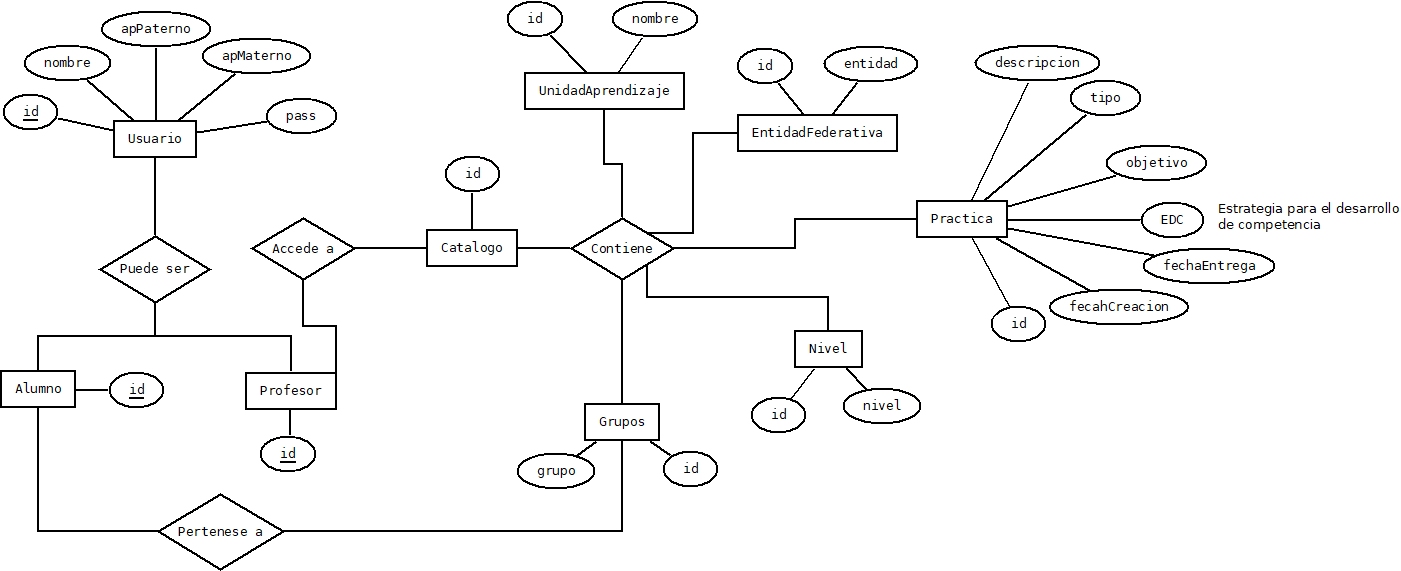 id
nombre
apPaterno
nombre
apMaterno
id
entidad
descripcion
UnidadAprendizaje
tipo
id
pass
Usuario
EntidadFederativa
objetivo
id
Estrategia para el desarrollo
de competencia
EDC
Practica
Accede a
Catalogo
Contiene
fechaEntrega
Puede ser
fecahCreacion
id
Nivel
Alumno
id
Profesor
nivel
id
Grupos
id
grupo
id
Pertenese a